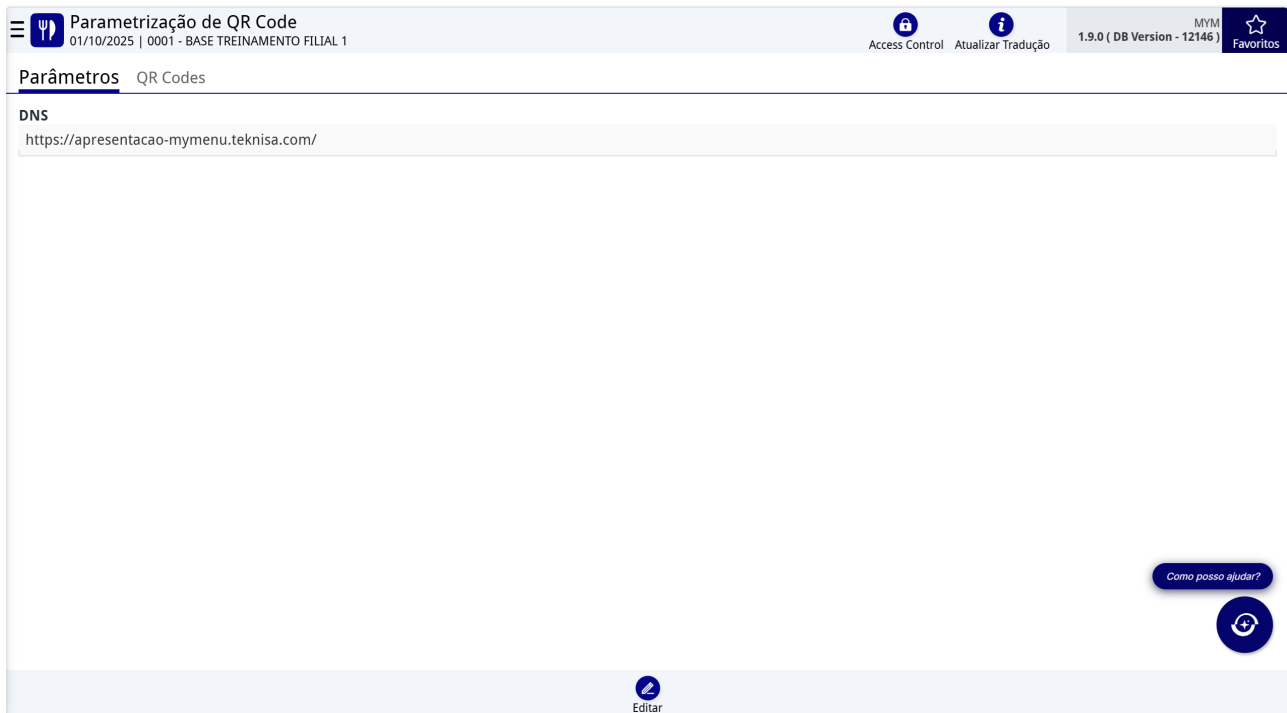 Parametrização de QR Code
01/10/2025 | 0001 - BASE TREINAMENTO FILIAL 1
Access Control
Atualizar Tradução
MYM
1.9.0 ( DB Version - 12146 )
Favoritos
Parâmetros
QR Codes
DNS
https://apresentacao-mymenu.teknisa.com/
Como posso ajudar?
Editar